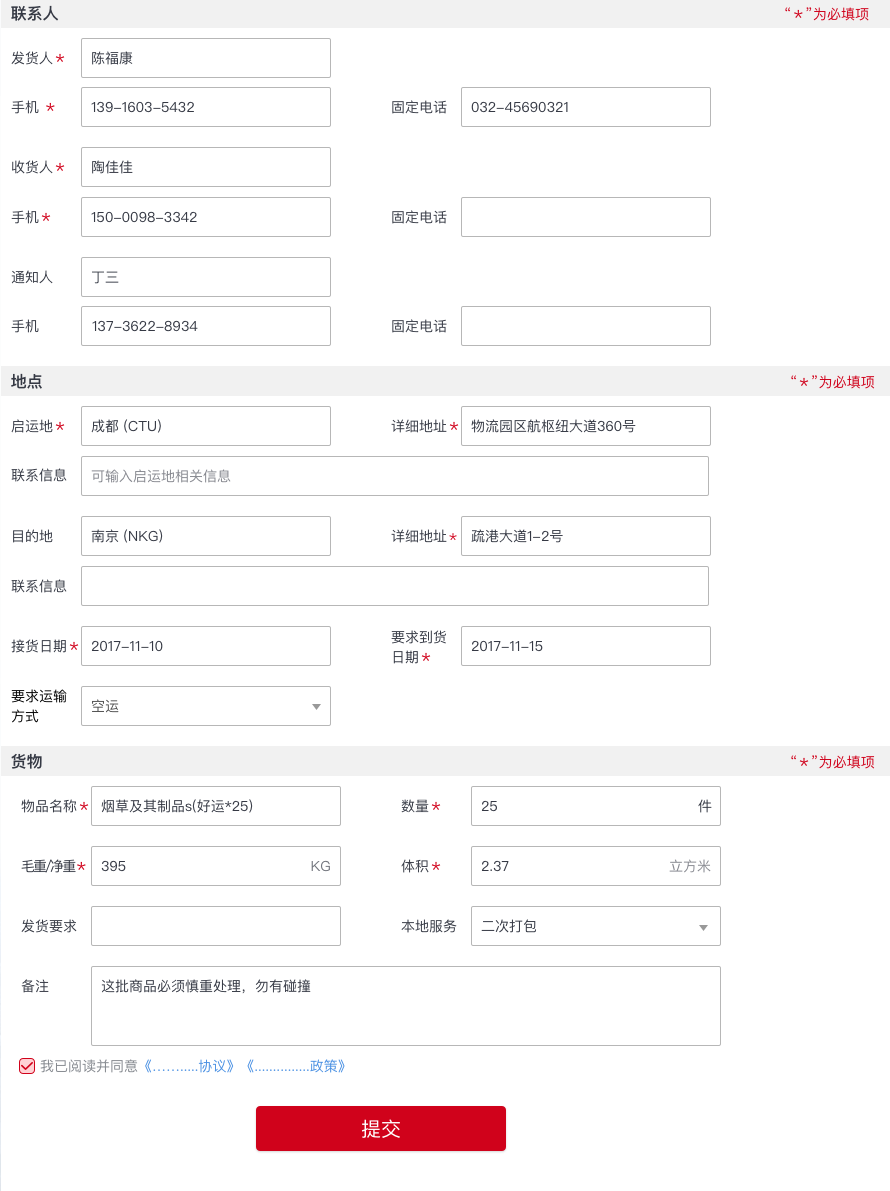 联系人 “*”为必填项
发货人* 陈福康
手机 * 139-1603-5432 固定电话 032-45690321
收货人* 陶佳佳
手机* 150-0098-3342 固定电话
通知人 丁三
手机 137-3622-8934 固定电话
地点 “*”为必填项
启运地* 成都 (CTU) 详细地址* 物流园区航枢纽大道360号
联系信息 可输入启运地相关信息
目的地 南京 (NKG) 详细地址* 疏港大道1-2号
联系信息
接货日期* 2017-11-10 要求到货
日期* 2017-11-15
要求运输
方式 空运
货物 “*”为必填项
物品名称* 烟草及其制品s(好运*25) 数量* 25 件
毛重/净重* 395 KG 体积* 2.37 立方米
发货要求 本地服务 二次打包
备注 这批商品必须慎重处理，勿有碰撞
我已阅读并同意《…….....协议》《...............政策》
提交